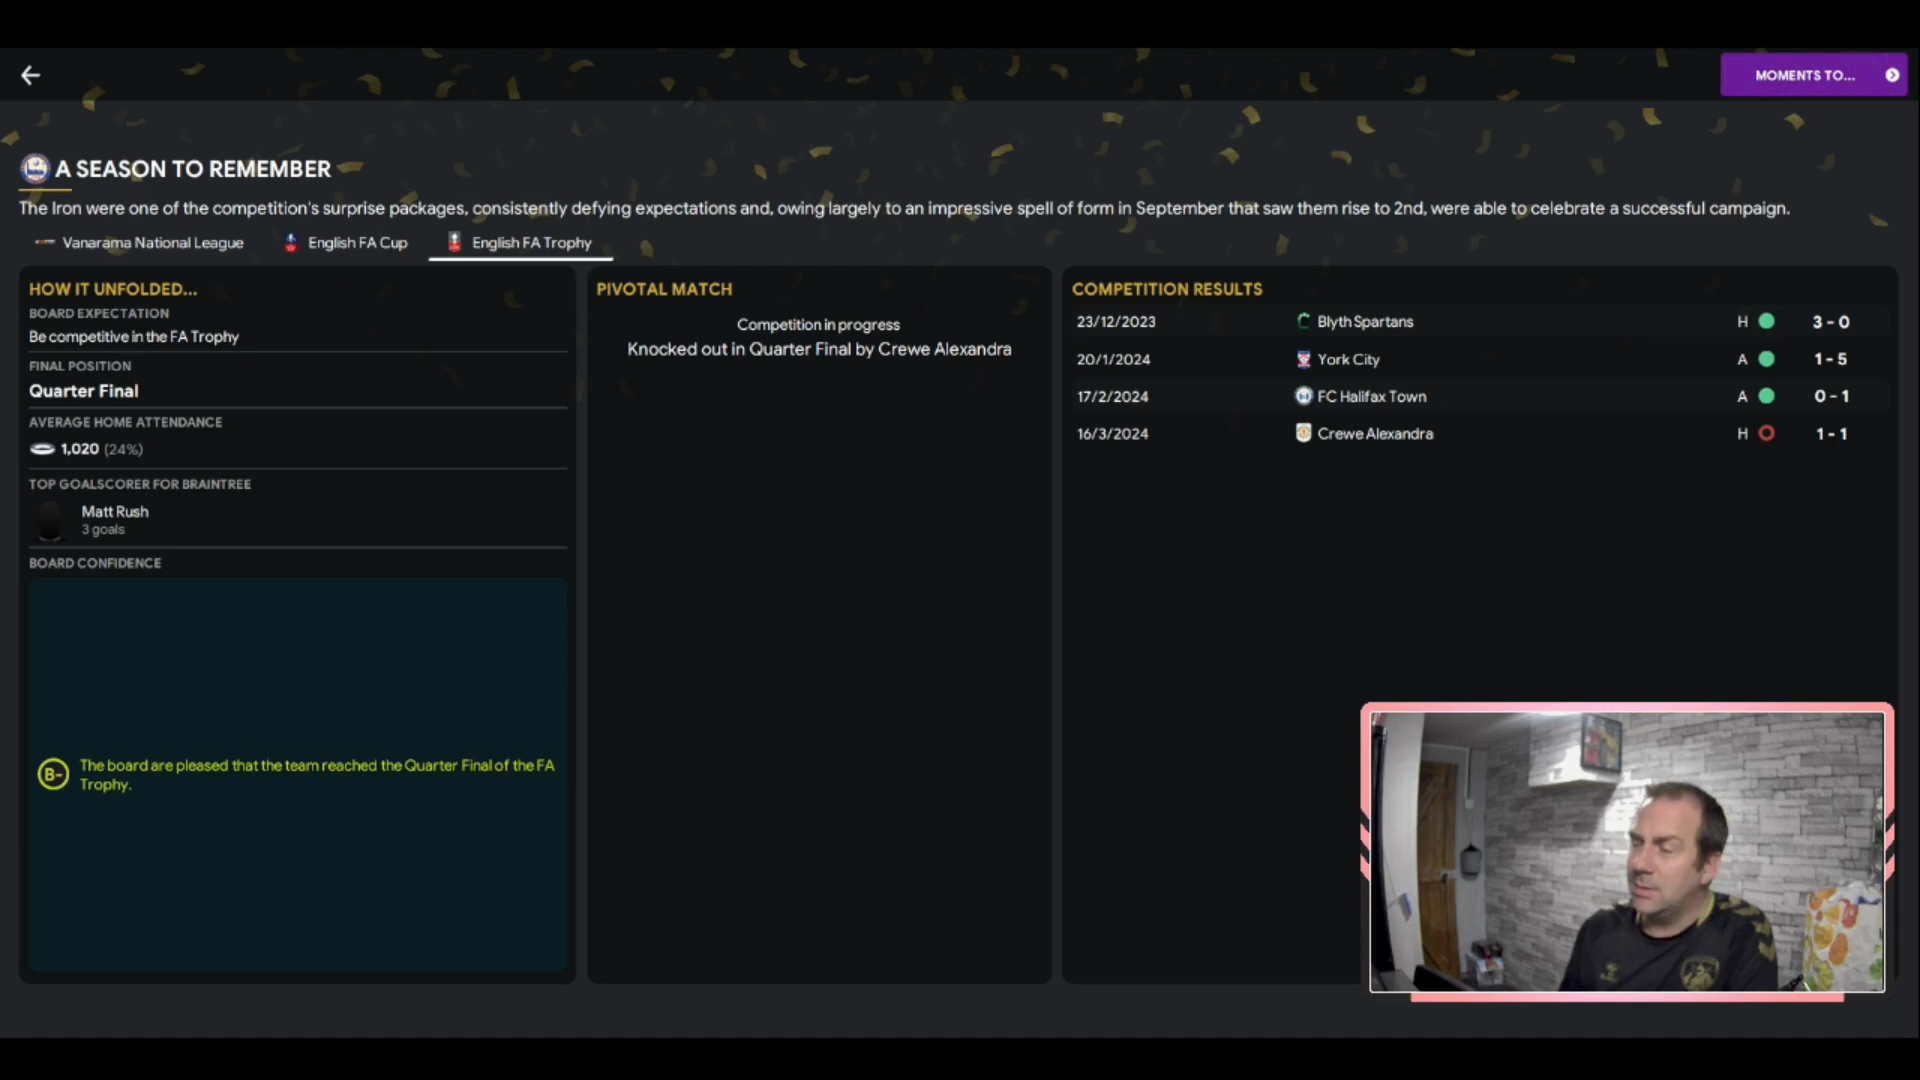 MOMENTS TO...
A SEASON TO REMEMBER
The Iron were one of the competition's surprise packages, consistently defying expectations and, owing largely to an impressive spell of form in September that saw them rise to 2nd, were able to celebrate a successful campaign.
Vanarama National League English FA Cup English FA Trophy
HOW IT UNFOLDED...
BOARD EXPECTATION
Be competitive in the FA Trophy
FINAL POSITION
Quarter Final
AVERAGE HOME ATTENDANCE
1,020 (24%)
TOP GOALSCORER FOR BRAINTREE
Matt Rush
3 goals
BOARD CONFIDENCE
B-
The board are pleased that the team reached the Quarter Final of the FA
Trophy.
PIVOTAL MATCH
Competition in progress
Knocked out in Quarter Final by Crewe Alexandra
COMPETITION RESULTS
23/12/2023 Blyth Spartans H 3 - 0
20/1/2024 York City A 1 - 5
17/2/2024 FC Halifax Town A 0 - 1
16/3/2024 Crewe Alexandra H 1 - 1